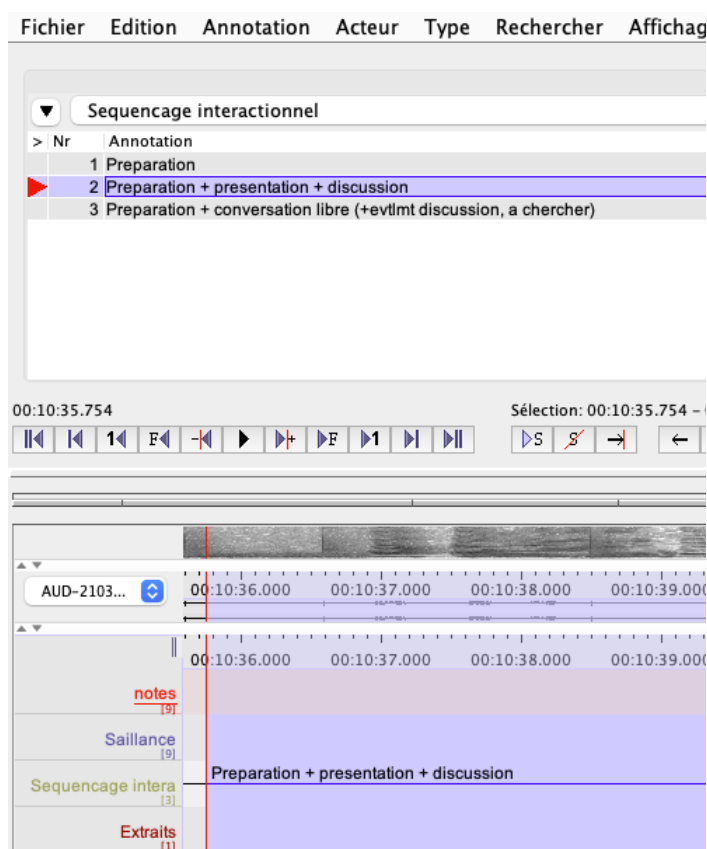 Fichier Edition Annotation Acteur Type Rechercher Affichag
Sequencage interactionnel
> Nr Annotation
1 Preparation
2 Preparation + presentation + discussion
3 Preparation + conversation libre (+evtlmt discussion, a chercher)
00:10:35.754 Sélection: 00:10:35.754 –
1 F - + F 1 S S
AUD-2103... 00:10:36.000 00:10:37.000 00:10:38.000 00:10:39.000
00:10:36.000 00:10:37.000 00:10:38.000 00:10:39.000
notes
[9]
Saillance
[9]
Preparation + presentation + discussion
Sequencage intera
[3]
Extraits
[1]